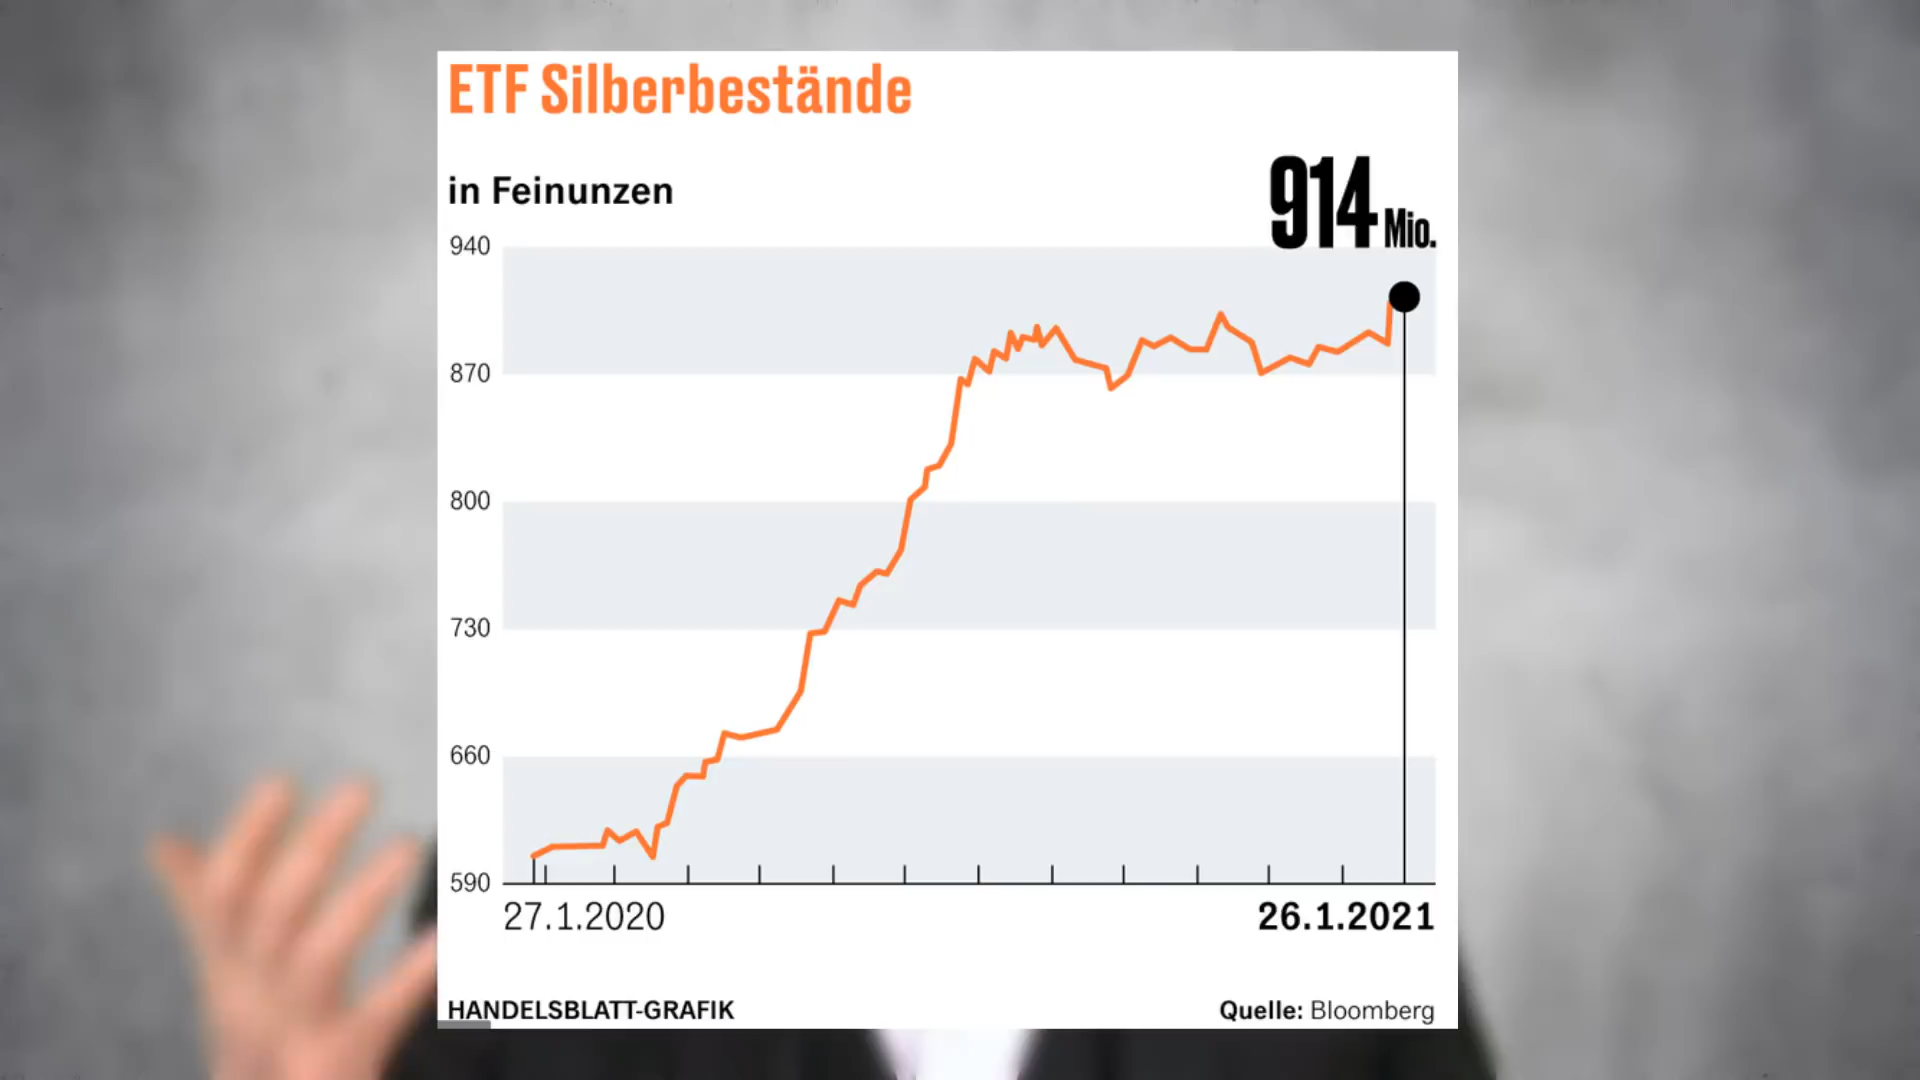 ETF Silberbestände
in Feinunzen
914 Mio.
940
870
800
730
660
590
27.1.2020
26.1.2021
HANDELSBLATT-GRAFIK
Quelle: Bloomberg